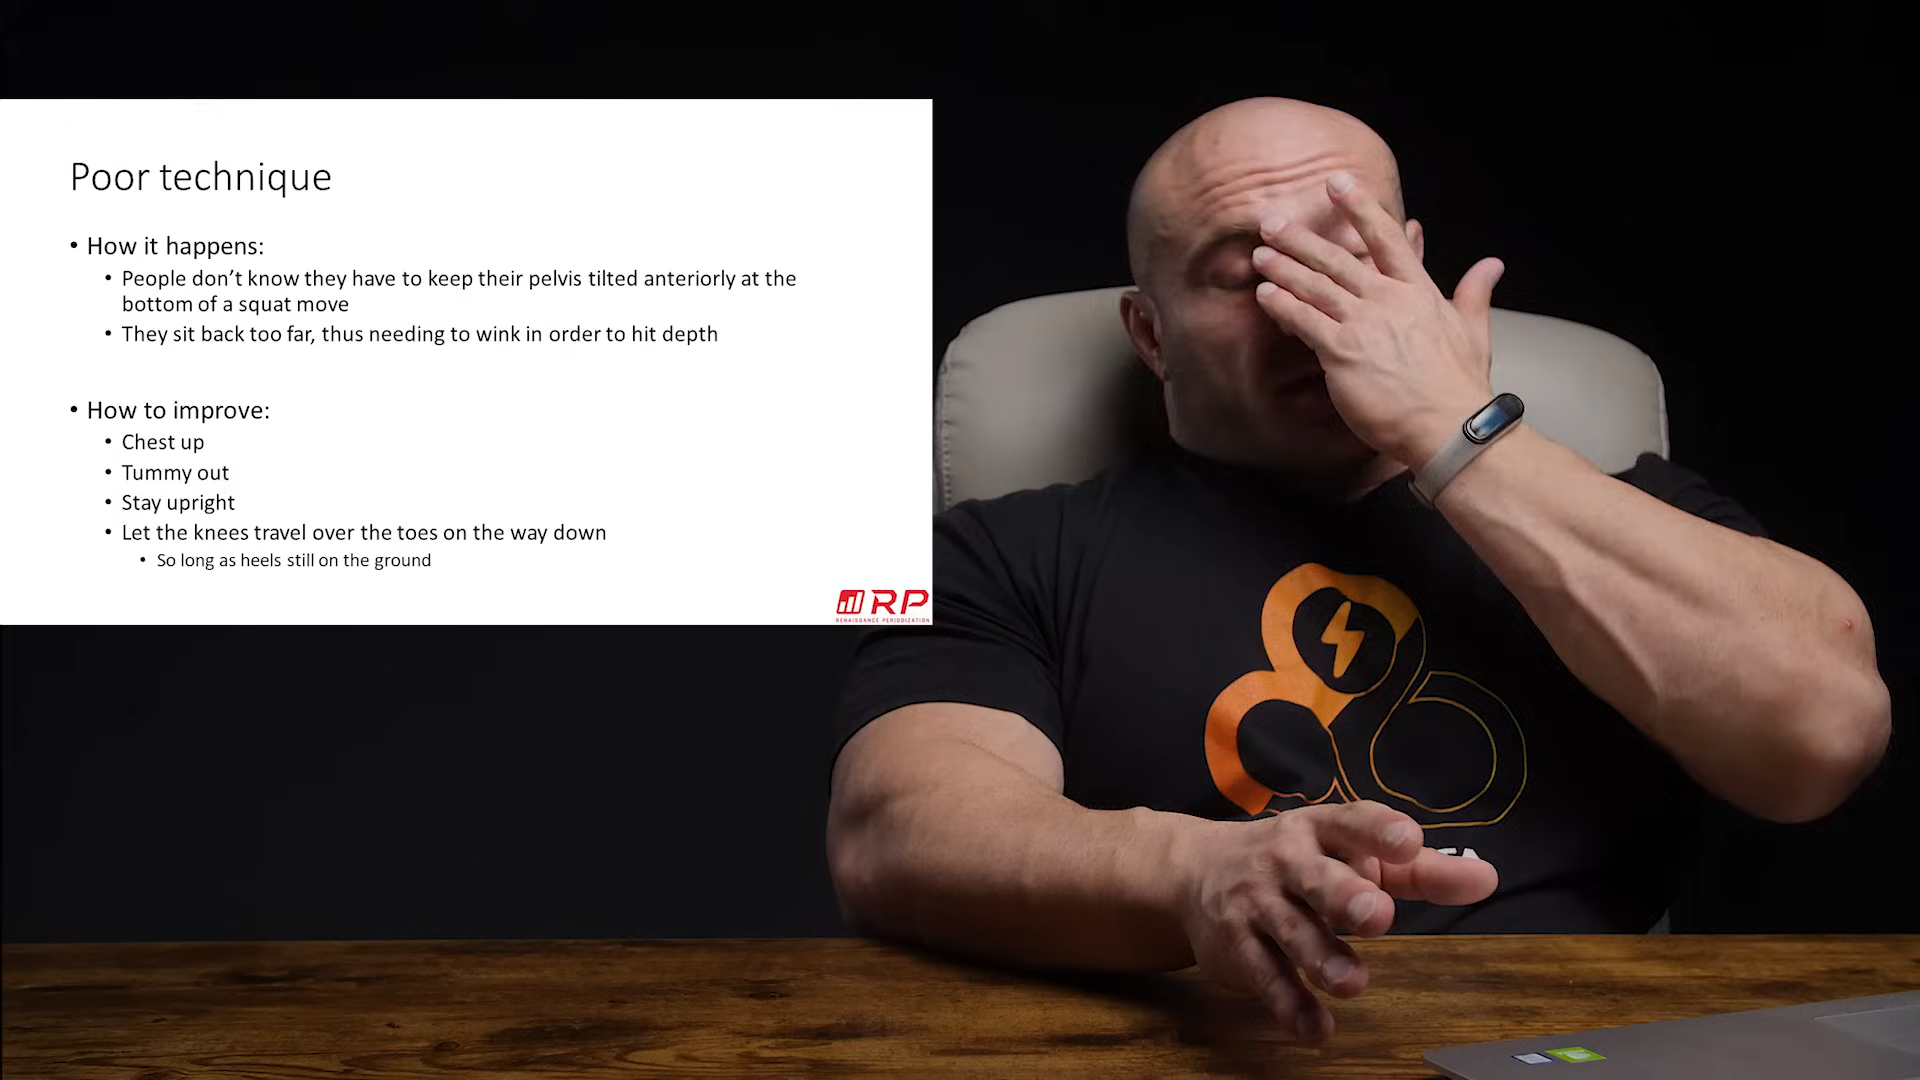 Poor technique
• How it happens:
• People don’t know they have to keep their pelvis tilted anteriorly at the
bottom of a squat move
• They sit back too far, thus needing to wink in order to hit depth
• How to improve:
• Chest up
• Tummy out
• Stay upright
• Let the knees travel over the toes on the way down
• So long as heels still on the ground
RP
RENAISSANCE PERIODIZATION